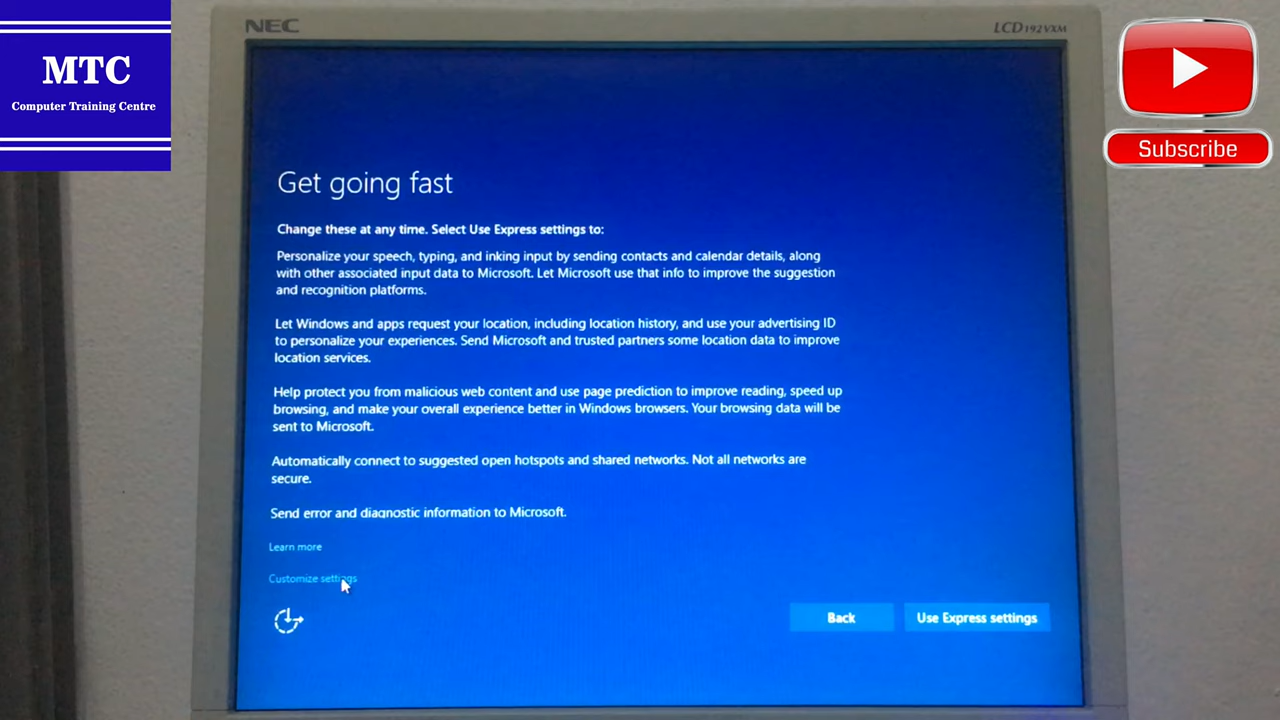 MTC
Computer Training Centre
NEC
LCD192VXM
Subscribe
Get going fast
Change these at any time. Select Use Express settings to:
Personalize your speech, typing, and inking input by sending contacts and calendar details, along
with other associated input data to Microsoft. Let Microsoft use that info to improve the suggestion
and recognition platforms.
Let Windows and apps request your location, including location history, and use your advertising ID
to personalize your experiences. Send Microsoft and trusted partners some location data to improve
location services.
Help protect you from malicious web content and use page prediction to improve reading, speed up
browsing, and make your overall experience better in Windows browsers. Your browsing data will be
sent to Microsoft.
Automatically connect to suggested open hotspots and shared networks. Not all networks are
secure.
Send error and diagnostic information to Microsoft.
Learn more
Customize settings
Back
Use Express settings